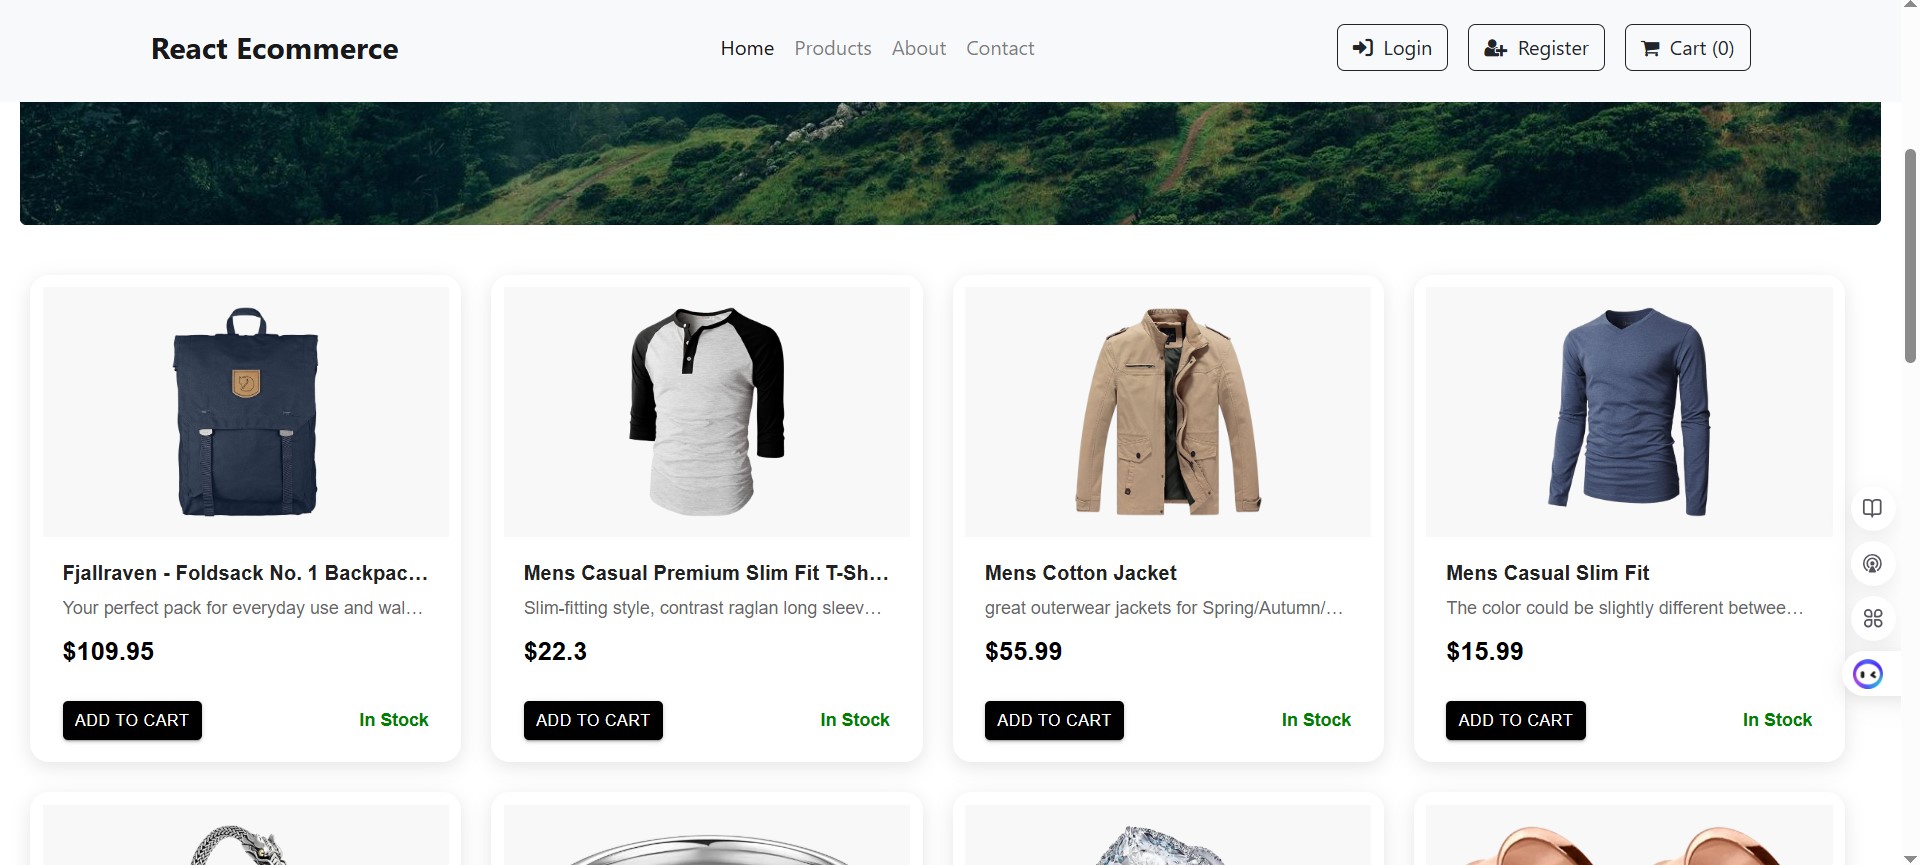 React Ecommerce
Home Products About Contact
Login Register Cart (0)
Fjallraven - Foldsack No. 1 Backpac...
Your perfect pack for everyday use and wal...
$109.95
ADD TO CART In Stock
Mens Casual Premium Slim Fit T-Sh...
Slim-fitting style, contrast raglan long sleev...
$22.3
ADD TO CART In Stock
Mens Cotton Jacket
great outerwear jackets for Spring/Autumn/...
$55.99
ADD TO CART In Stock
Mens Casual Slim Fit
The color could be slightly different betwee...
$15.99
ADD TO CART In Stock